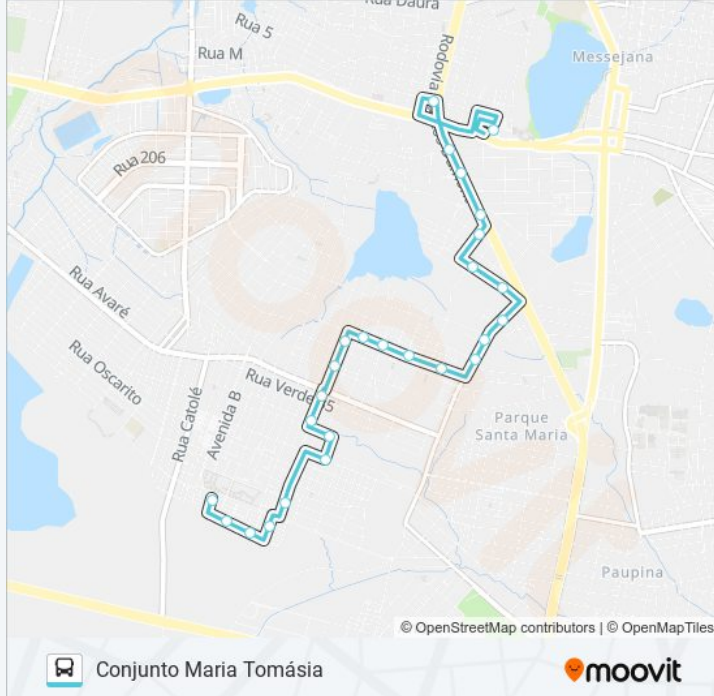 Rua Daura
Rua 5
Rua M
Rodovia
Messejana
Rua 206
Rua Avaré
Rua Oscarito
Rua Verde
Rua Catolé
Avenida B
Parque
Santa Maria
Paupina
© OpenStreetMap contributors | © OpenMapTiles
Conjunto Maria Tomásia
moovit